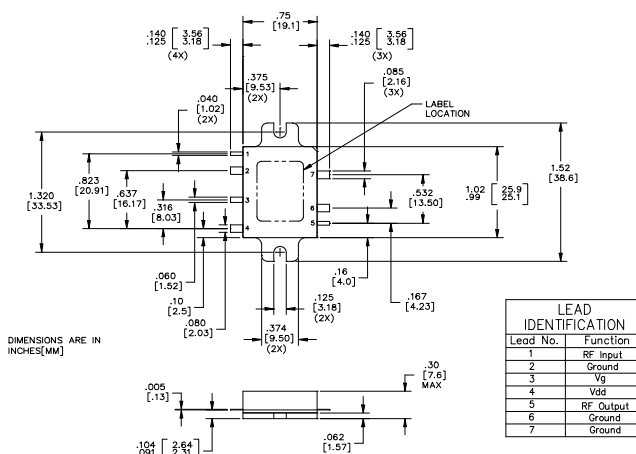 .75
[19.1]
.140 [ 3.56
.125 3.18 ]
(4X)
.140 [ 3.56
.125 3.18 ]
(3X)
.375
[9.53]
(2X)
.085
[2.16]
(3X)
.040
[1.02]
(2X)
LABEL
LOCATION
1
2
3
4
7
6
5
1.320
[33.53]
.823
[20.91]
.637
[16.17]
.316
[8.03]
.532
[13.50]
1.02 [ 25.9
.99 25.1 ]
1.52
[38.6]
.060
[1.52]
.10
[2.5]
.080
[2.03]
.125
[3.18]
(2X)
.374
[9.50]
(2X)
.16
[4.0]
.167
[4.23]
DIMENSIONS ARE IN
INCHES[MM]
LEAD
IDENTIFICATION
Lead No. Function
1 RF Input
2 Ground
3 Vg
4 Vdd
5 RF Output
6 Ground
7 Ground
.005
[.13]
.30
[7.6]
MAX
.104 [ 2.64
.091 [ 2.31
.062
[1.57]